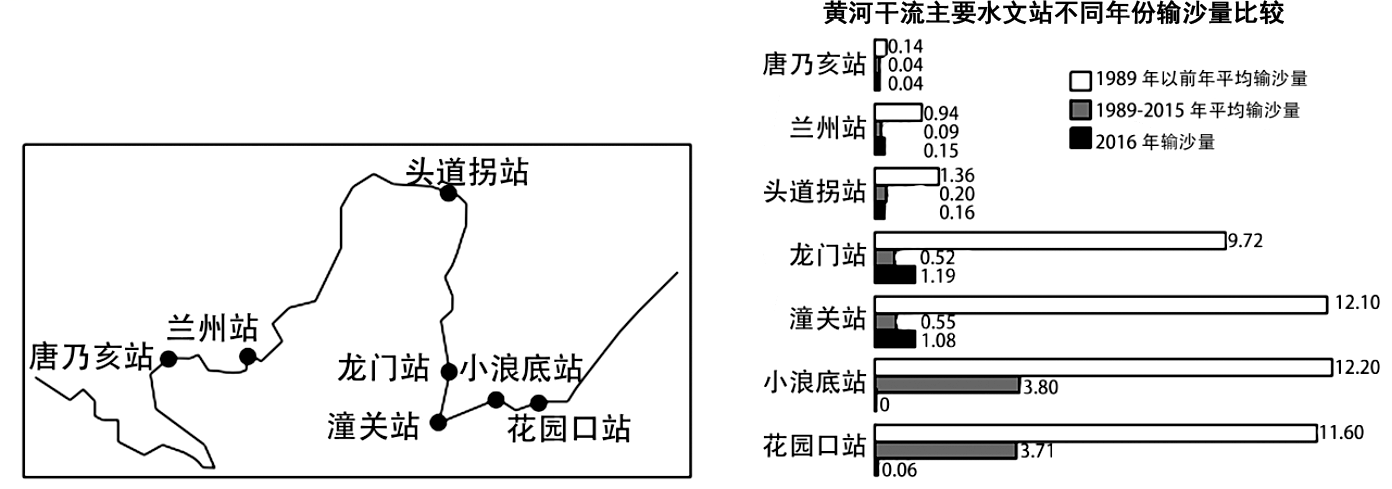 黄河干流主要水文站不同年份输沙量比较
头道拐站
兰州站
唐乃亥站
龙门站
小浪底站
潼关站
花园口站
唐乃亥站
0.14
0.04
0.04
兰州站
0.94
0.09
0.15
头道拐站
1.36
0.20
0.16
龙门站
9.72
0.52
1.19
潼关站
12.10
0.55
1.08
小浪底站
12.20
3.80
0
花园口站
11.60
3.71
0.06
1989 年以前年平均输沙量
1989-2015 年平均输沙量
2016 年输沙量